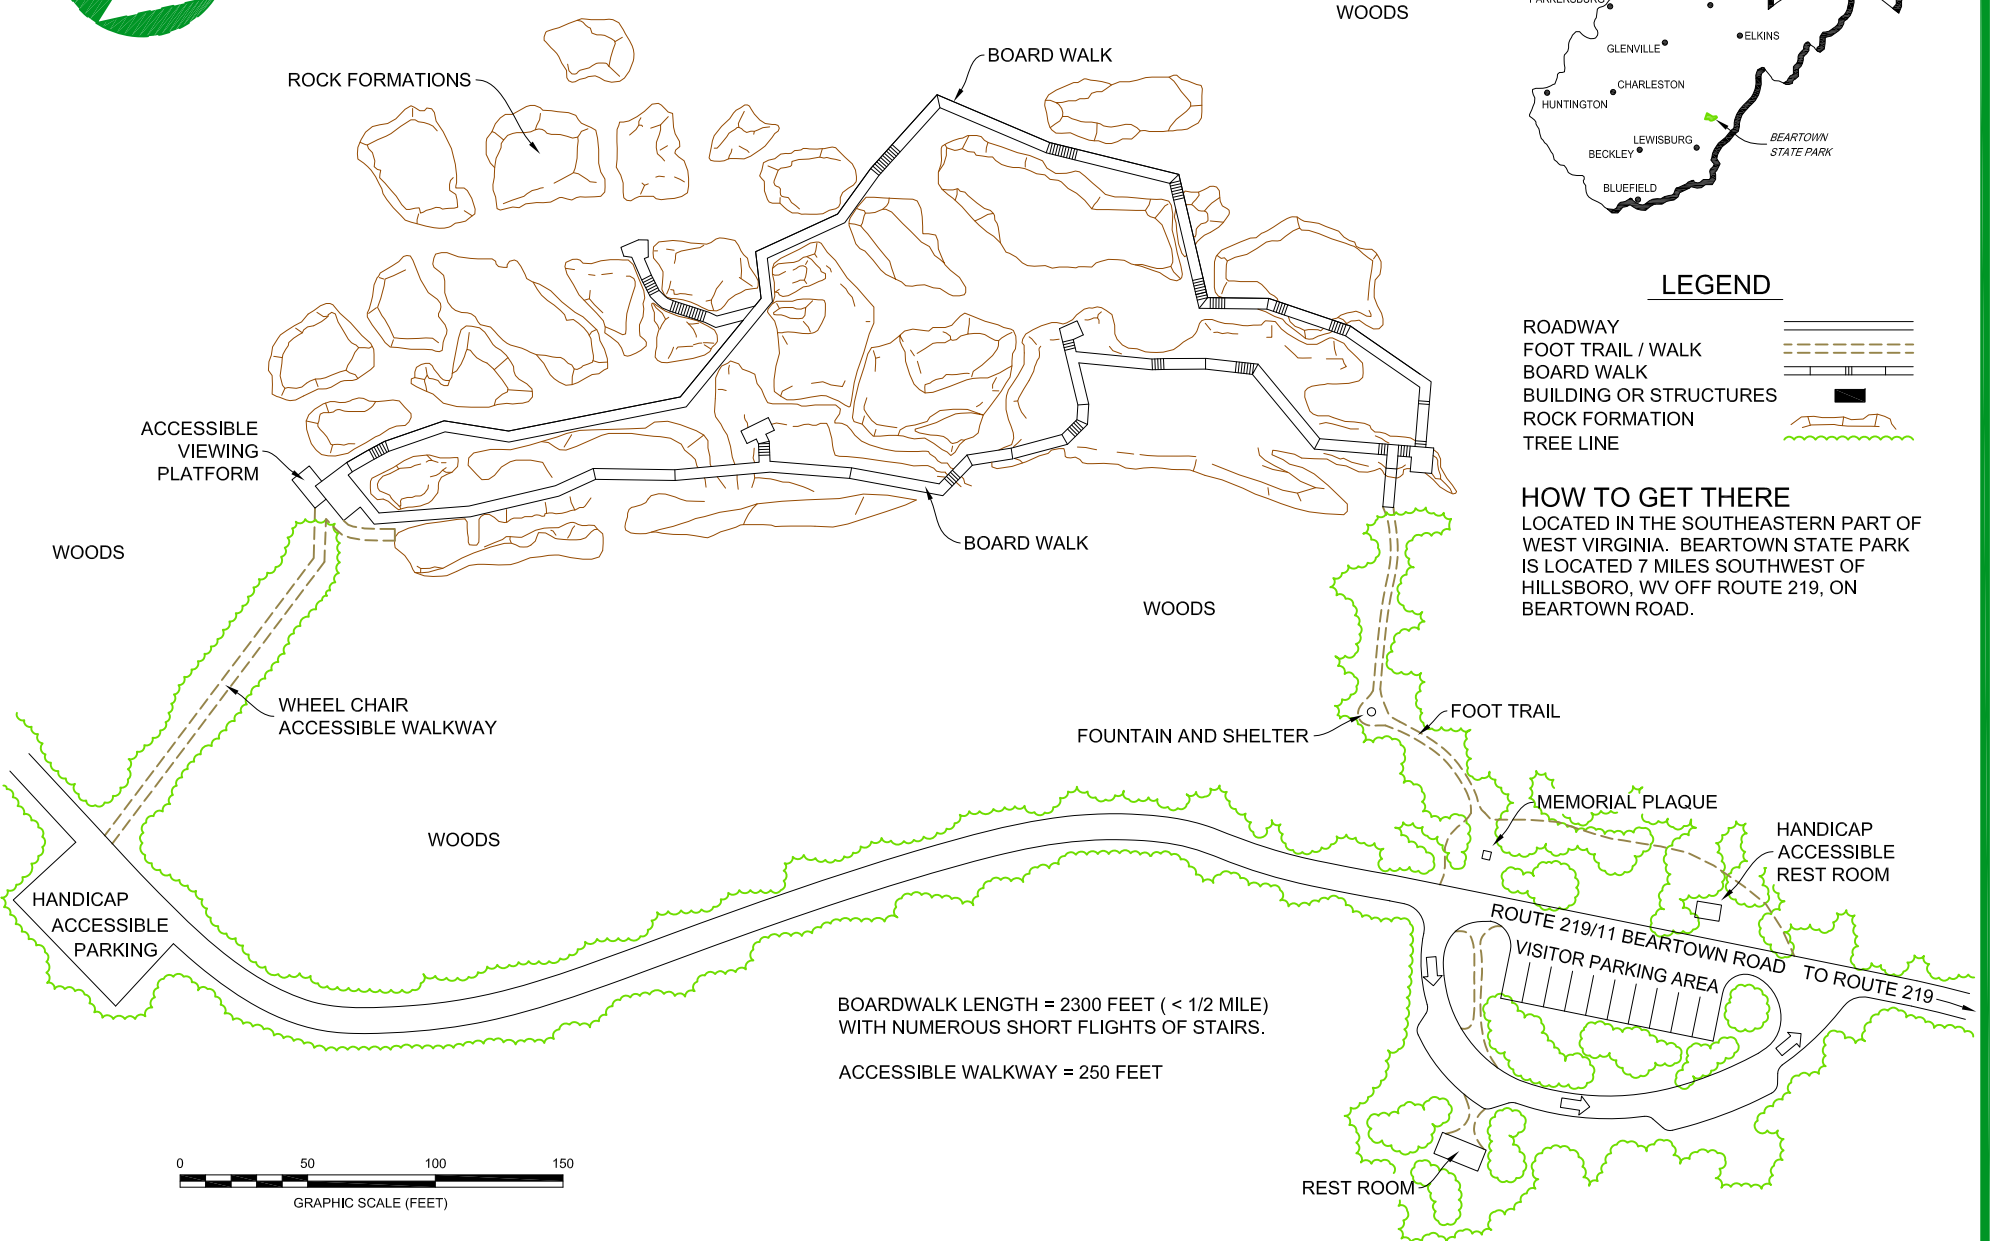 WOODS
PARKERSBURG
ELKINS
GLENVILLE
CHARLESTON
HUNTINGTON
LEWISBURG
BECKLEY
BLUEFIELD
BEARTOWN
STATE PARK
ROCK FORMATIONS
BOARD WALK
LEGEND
ROADWAY
FOOT TRAIL / WALK
BOARD WALK
BUILDING OR STRUCTURES
ROCK FORMATION
TREE LINE
ACCESSIBLE
VIEWING
PLATFORM
HOW TO GET THERE
LOCATED IN THE SOUTHEASTERN PART OF
WEST VIRGINIA. BEARTOWN STATE PARK
IS LOCATED 7 MILES SOUTHWEST OF
HILLSBORO, WV OFF ROUTE 219, ON
BEARTOWN ROAD.
WOODS
BOARD WALK
WOODS
WHEEL CHAIR
ACCESSIBLE WALKWAY
FOUNTAIN AND SHELTER
FOOT TRAIL
MEMORIAL PLAQUE
HANDICAP
ACCESSIBLE
REST ROOM
WOODS
HANDICAP
ACCESSIBLE
PARKING
ROUTE 219/11 BEARTOWN ROAD
TO ROUTE 219
VISITOR PARKING AREA
BOARDWALK LENGTH = 2300 FEET ( < 1/2 MILE)
WITH NUMEROUS SHORT FLIGHTS OF STAIRS.
ACCESSIBLE WALKWAY = 250 FEET
REST ROOM
0 50 100 150
GRAPHIC SCALE (FEET)